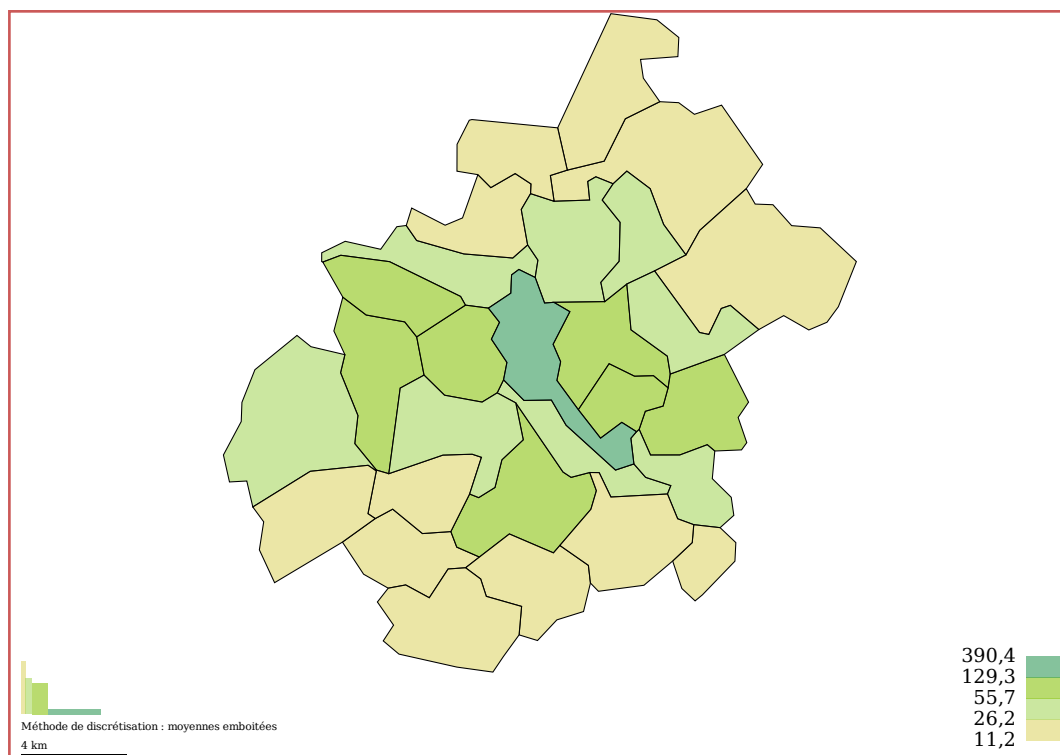 390,4
129,3
55,7
26,2
11,2
Méthode de discrétisation : moyennes emboitées
4 km